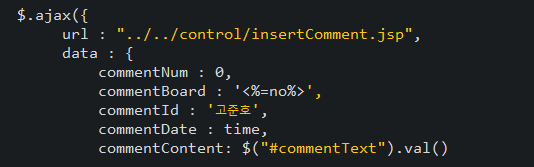 $.ajax({
url : "../../control/insertComment.jsp",
data : {
commentNum : 0,
commentBoard : '<%=no%>',
commentId : '고준호',
commentDate : time,
commentContent: $("#commentText").val()